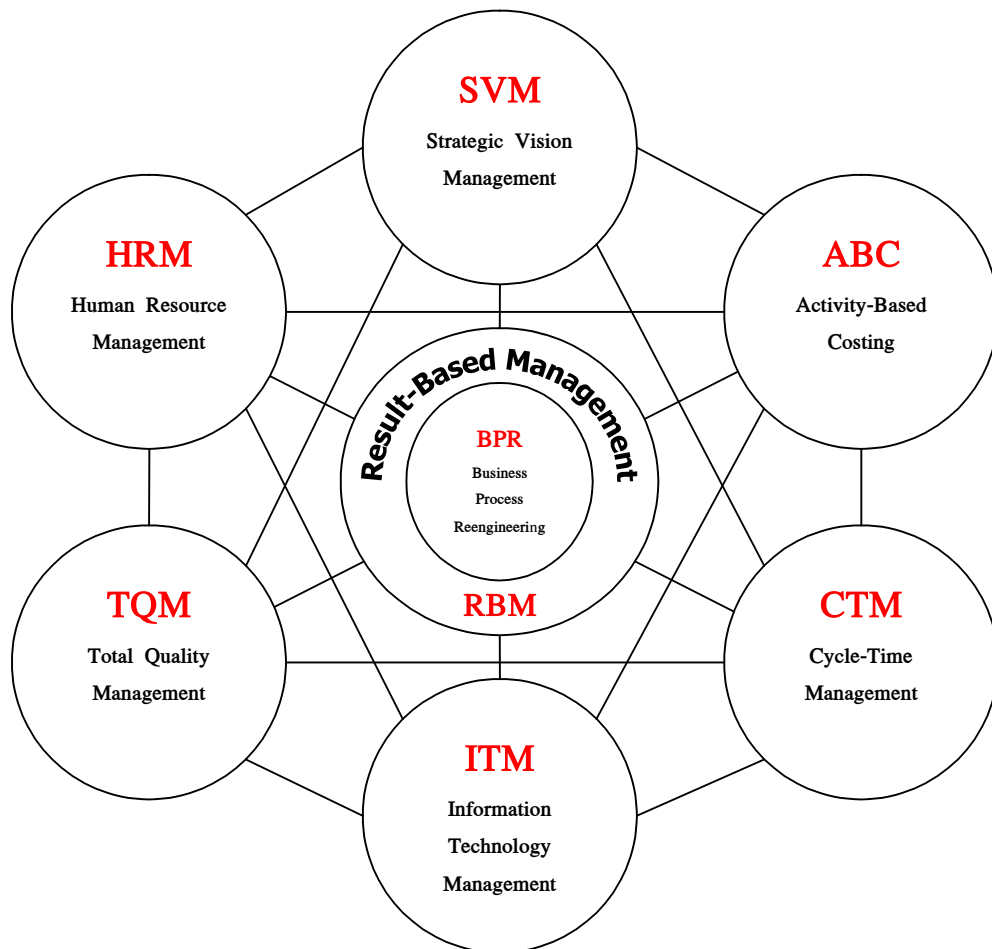 SVM
Strategic Vision
Management
HRM
Human Resource
Management
ABC
Activity-Based
Costing
Result-Based Management
BPR
Business
Process
Reengineering
RBM
TQM
Total Quality
Management
CTM
Cycle-Time
Management
ITM
Information
Technology
Management